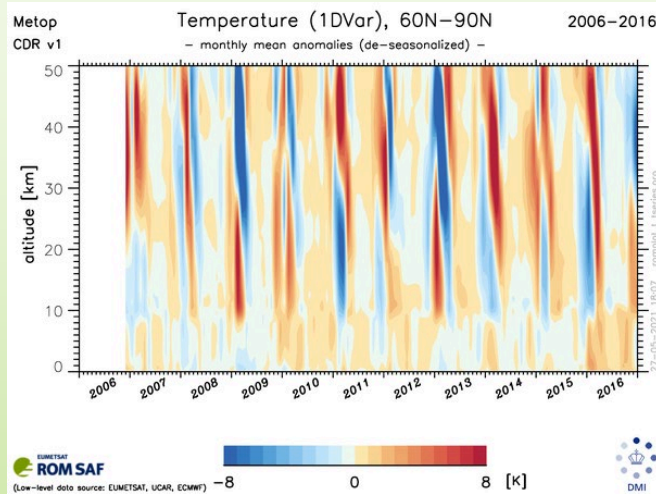 Metop
CDR v1
Temperature (1DVar), 60N-90N
2006-2016
- monthly mean anomalies (de-seasonalized) -
50
40
30
20
10
0
altitude [km]
2006 2007 2008 2009 2010 2011 2012 2013 2014 2015 2016
EUMETSAT
ROM SAF
(Low-level data source: EUMETSAT, UCAR, ECMWF)
-8 0 8 [K]
DMI